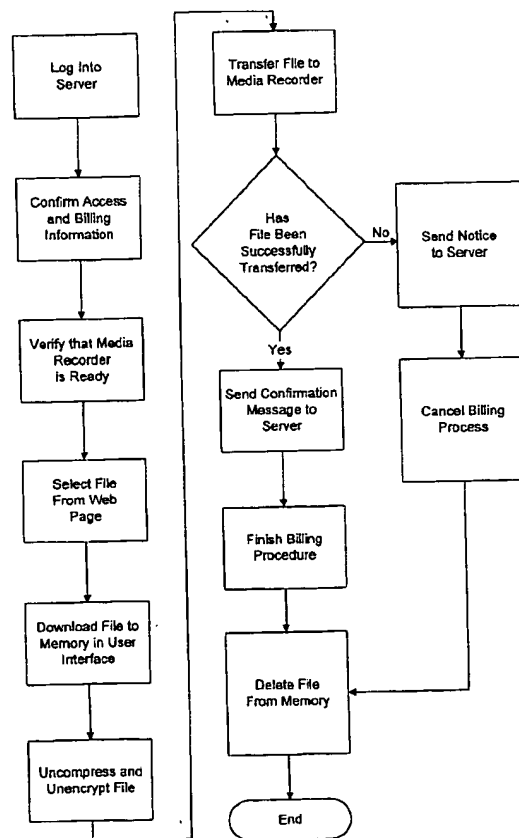 Log Into
Server
Confirm Access
and Billing
Information
Verify that Media
Recorder
is Ready
Select File
From Web
Page
Download File to
Memory in User
Interface
Uncompress and
Unencrypt File
Transfer File to
Media Recorder
Has
File Been
Successfully
Transferred?
No
Send Notice
to Server
Yes
Send Confirmation
Message to
Server
Cancel Billing
Process
Finish Billing
Procedure
Delete File
From Memory
End